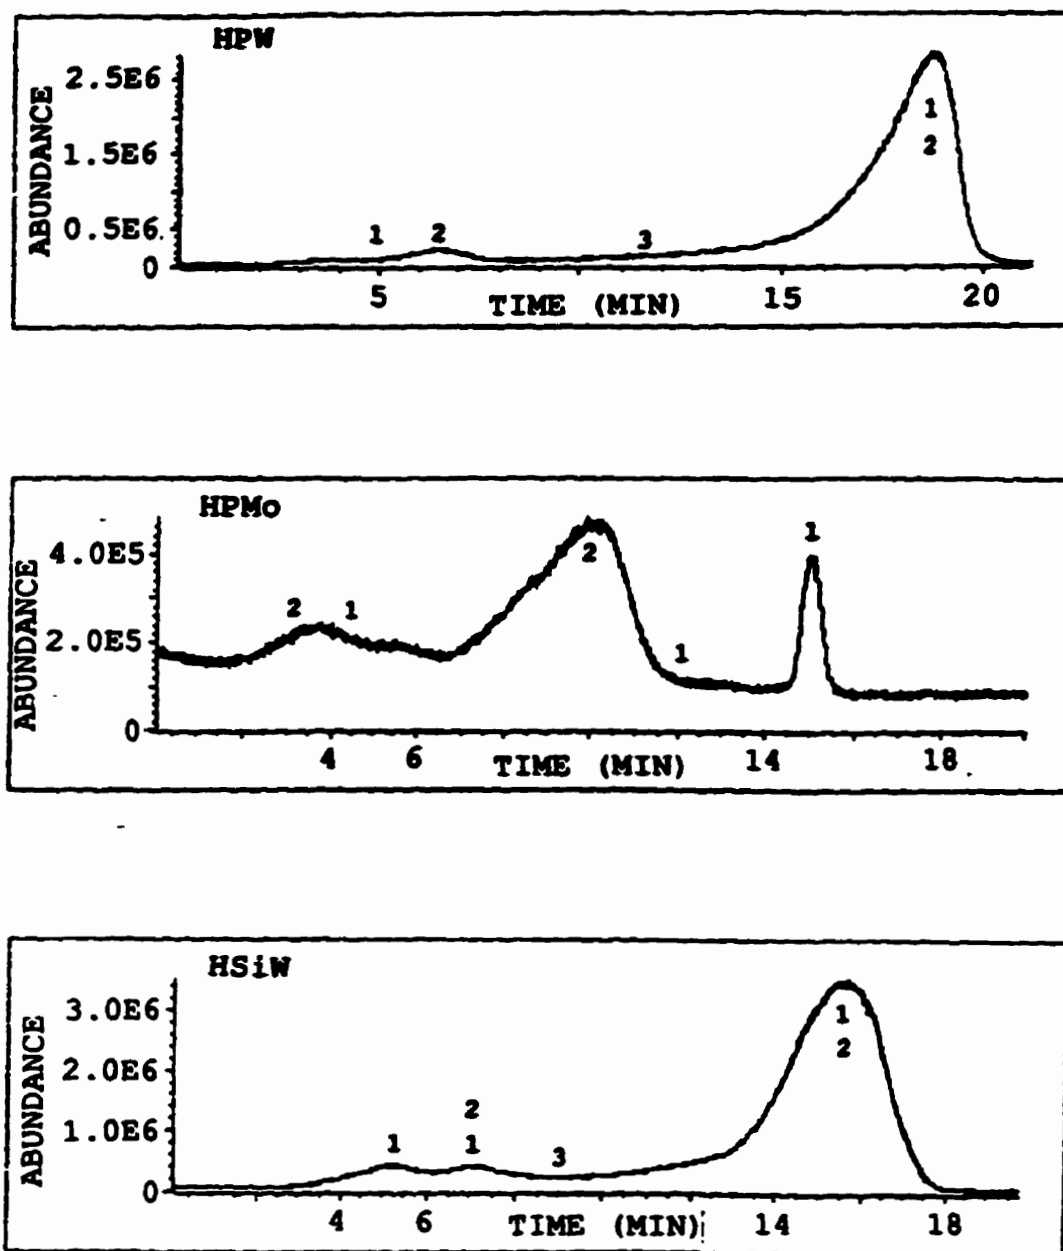 HPW
ABUNDANCE
2.5E6
1.5E6
0.5E6
0
1
2
1 2 3
5 TIME (MIN) 15 20
HPMo
ABUNDANCE
4.0E5
2.0E5
0
1
2
2 1
1
4 6 TIME (MIN) 14 18
HSiW
ABUNDANCE
3.0E6
2.0E6
1.0E6
0
1
2
2
1 1 3
4 6 TIME (MIN) 14 18